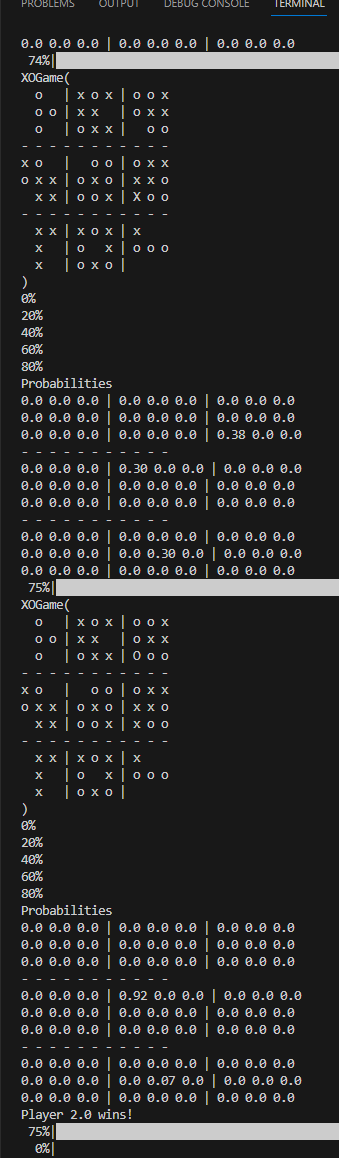 PROBLEMS OUTPUT DEBUG CONSOLE TERMINAL
0.0 0.0 0.0 | 0.0 0.0 0.0 | 0.0 0.0 0.0
 74%|
XOGame(
  o   | x o x | o o x
  o o | x x   | o x x
  o   | o x x |   o o
- - - - - - - - - - -
x o   |   o o | o x x
o x x | o x o | x x o
  x x | o o x | X o o
- - - - - - - - - - -
  x x | x o x | x
  x   | o   x | o o o
  x   | o x o |
)
0%
20%
40%
60%
80%
Probabilities
0.0 0.0 0.0 | 0.0 0.0 0.0 | 0.0 0.0 0.0
0.0 0.0 0.0 | 0.0 0.0 0.0 | 0.0 0.0 0.0
0.0 0.0 0.0 | 0.0 0.0 0.0 | 0.38 0.0 0.0
- - - - - - - - - - -
0.0 0.0 0.0 | 0.30 0.0 0.0 | 0.0 0.0 0.0
0.0 0.0 0.0 | 0.0 0.0 0.0 | 0.0 0.0 0.0
0.0 0.0 0.0 | 0.0 0.0 0.0 | 0.0 0.0 0.0
- - - - - - - - - - -
0.0 0.0 0.0 | 0.0 0.0 0.0 | 0.0 0.0 0.0
0.0 0.0 0.0 | 0.0 0.30 0.0 | 0.0 0.0 0.0
0.0 0.0 0.0 | 0.0 0.0 0.0 | 0.0 0.0 0.0
 75%|
XOGame(
  o   | x o x | o o x
  o o | x x   | o x x
  o   | o x x | O o o
- - - - - - - - - - -
x o   |   o o | o x x
o x x | o x o | x x o
  x x | o o x | x o o
- - - - - - - - - - -
  x x | x o x | x
  x   | o   x | o o o
  x   | o x o |
)
0%
20%
40%
60%
80%
Probabilities
0.0 0.0 0.0 | 0.0 0.0 0.0 | 0.0 0.0 0.0
0.0 0.0 0.0 | 0.0 0.0 0.0 | 0.0 0.0 0.0
0.0 0.0 0.0 | 0.0 0.0 0.0 | 0.0 0.0 0.0
- - - - - - - - - - -
0.0 0.0 0.0 | 0.92 0.0 0.0 | 0.0 0.0 0.0
0.0 0.0 0.0 | 0.0 0.0 0.0 | 0.0 0.0 0.0
0.0 0.0 0.0 | 0.0 0.0 0.0 | 0.0 0.0 0.0
- - - - - - - - - - -
0.0 0.0 0.0 | 0.0 0.0 0.0 | 0.0 0.0 0.0
0.0 0.0 0.0 | 0.0 0.07 0.0 | 0.0 0.0 0.0
0.0 0.0 0.0 | 0.0 0.0 0.0 | 0.0 0.0 0.0
Player 2.0 wins!
 75%|
  0%|